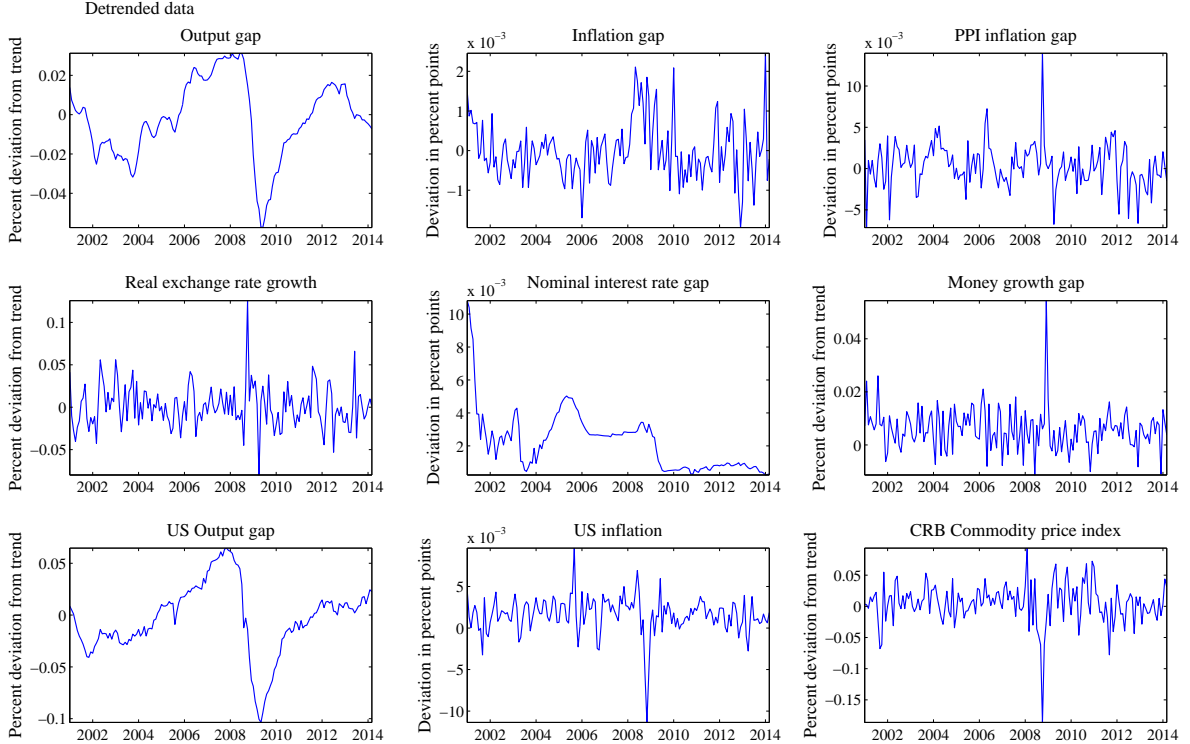 Detrended data
Output gap
Percent deviation from trend
0.02
0
−0.02
−0.04
2002 2004 2006 2008 2010 2012 2014
Inflation gap
x 10⁻³
Deviation in percent points
2
1
0
−1
2002 2004 2006 2008 2010 2012 2014
PPI inflation gap
x 10⁻³
Deviation in percent points
10
5
0
−5
2002 2004 2006 2008 2010 2012 2014
Real exchange rate growth
Percent deviation from trend
0.1
0.05
0
−0.05
2002 2004 2006 2008 2010 2012 2014
Nominal interest rate gap
x 10⁻³
Deviation in percent points
10
8
6
4
2
2002 2004 2006 2008 2010 2012 2014
Money growth gap
Percent deviation from trend
0.04
0.02
0
2002 2004 2006 2008 2010 2012 2014
US Output gap
Percent deviation from trend
0.05
0
−0.05
−0.1
2002 2004 2006 2008 2010 2012 2014
US inflation
x 10⁻³
Deviation in percent points
5
0
−5
−10
2002 2004 2006 2008 2010 2012 2014
CRB Commodity price index
Percent deviation from trend
0.05
0
−0.05
−0.1
−0.15
2002 2004 2006 2008 2010 2012 2014